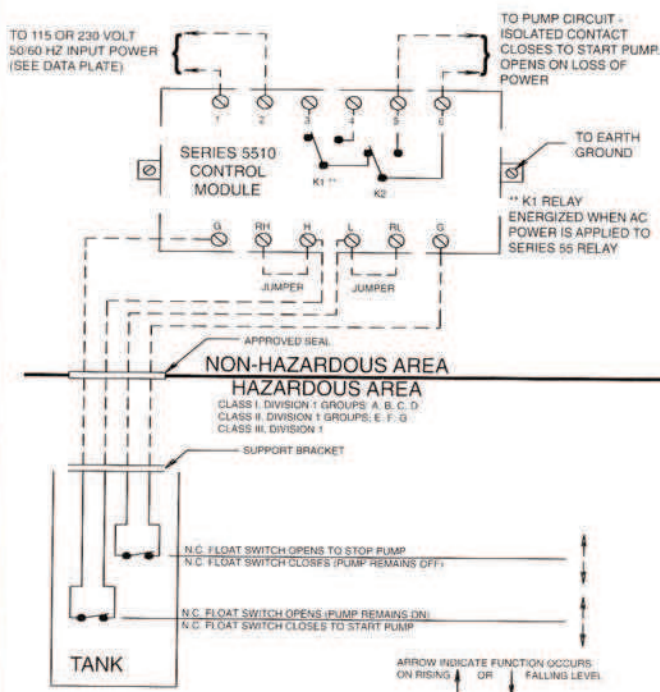 TO 115 OR 230 VOLT
50/60 HZ INPUT POWER
(SEE DATA PLATE)
TO PUMP CIRCUIT -
ISOLATED CONTACT
CLOSES TO START PUMP.
OPENS ON LOSS OF
POWER
1 2 3 4 5 6
SERIES 5510
CONTROL
MODULE
K1 **
K2
TO EARTH
GROUND
** K1 RELAY
ENERGIZED WHEN AC
POWER IS APPLIED TO
SERIES 55 RELAY
G RH H L RL G
JUMPER
JUMPER
APPROVED SEAL
NON-HAZARDOUS AREA
HAZARDOUS AREA
CLASS I, DIVISION 1 GROUPS: A, B, C, D
CLASS II, DIVISION 1 GROUPS: E, F, G
CLASS III, DIVISION 1
SUPPORT BRACKET
N.C. FLOAT SWITCH OPENS TO STOP PUMP
N.C. FLOAT SWITCH CLOSES (PUMP REMAINS OFF)
N.C. FLOAT SWITCH OPENS (PUMP REMAINS ON)
N.C. FLOAT SWITCH CLOSES TO START PUMP
TANK
ARROW INDICATE FUNCTION OCCURS
ON RISING OR FALLING LEVEL